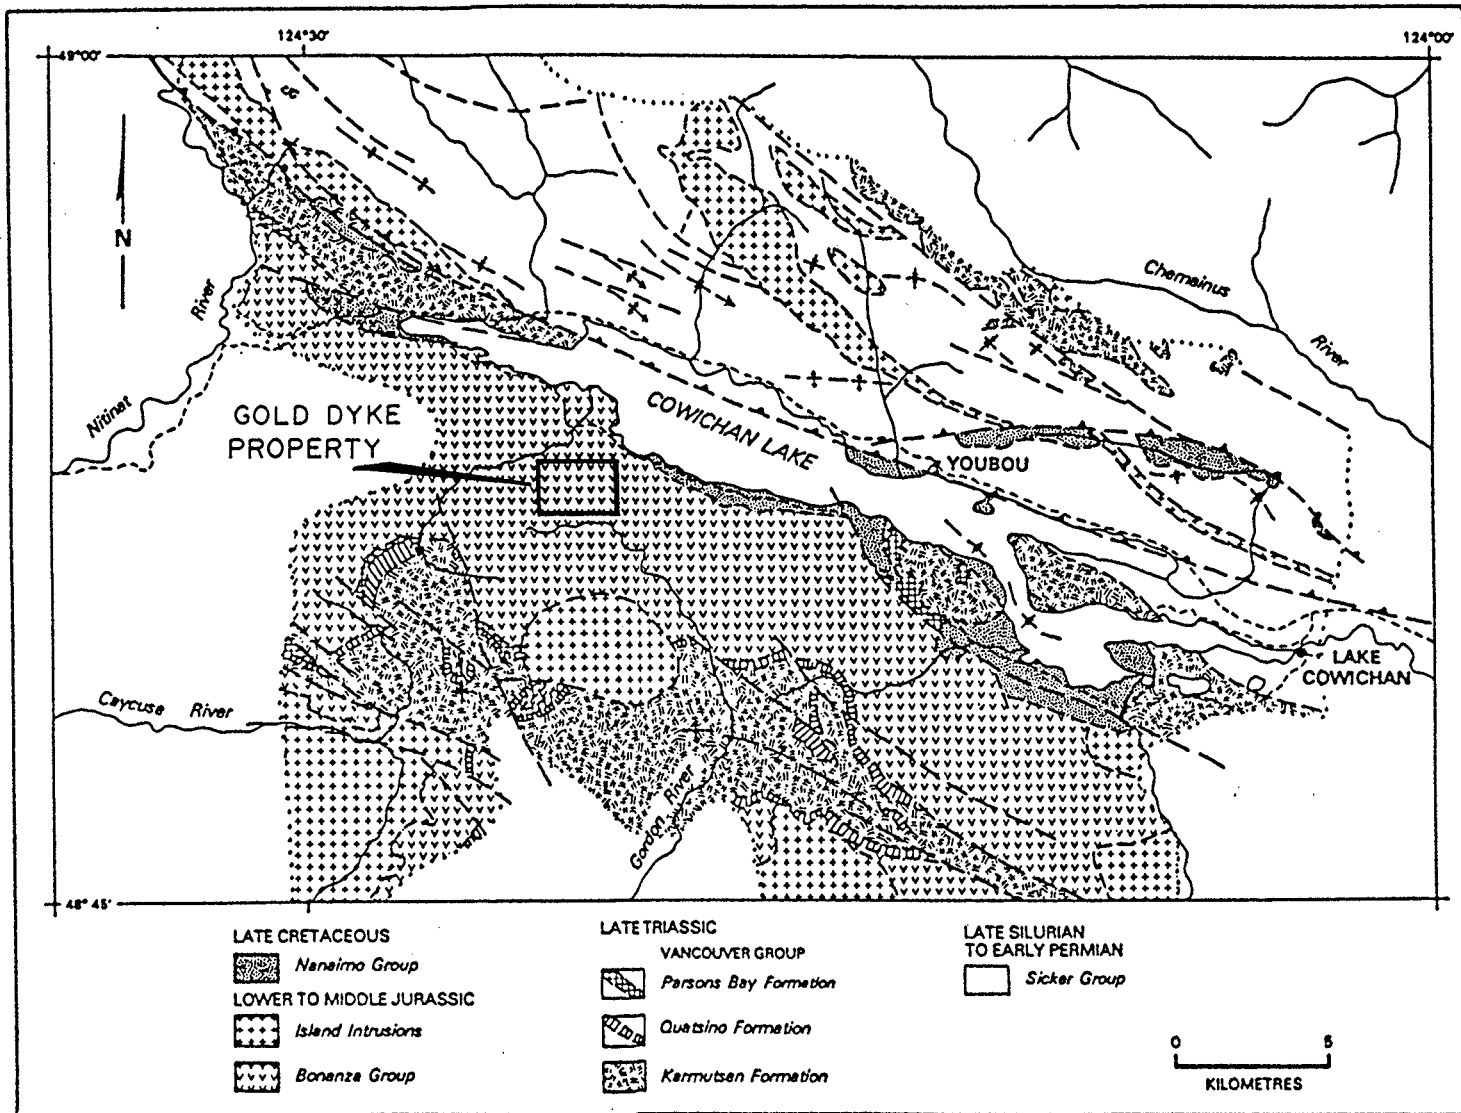 124°30'
124°00'
49°00'
N
Chemainus
River
River
Nitinat
GOLD DYKE
PROPERTY
COWICHAN LAKE
YOUBOU
LAKE
COWICHAN
Caycuse River
Gordon River
48°45'
LATE CRETACEOUS
Nanaimo Group
LOWER TO MIDDLE JURASSIC
Island Intrusions
Bonanza Group
LATE TRIASSIC
VANCOUVER GROUP
Parsons Bay Formation
Quatsino Formation
Karmutsan Formation
LATE SILURIAN
TO EARLY PERMIAN
Sicker Group
0 5
KILOMETRES